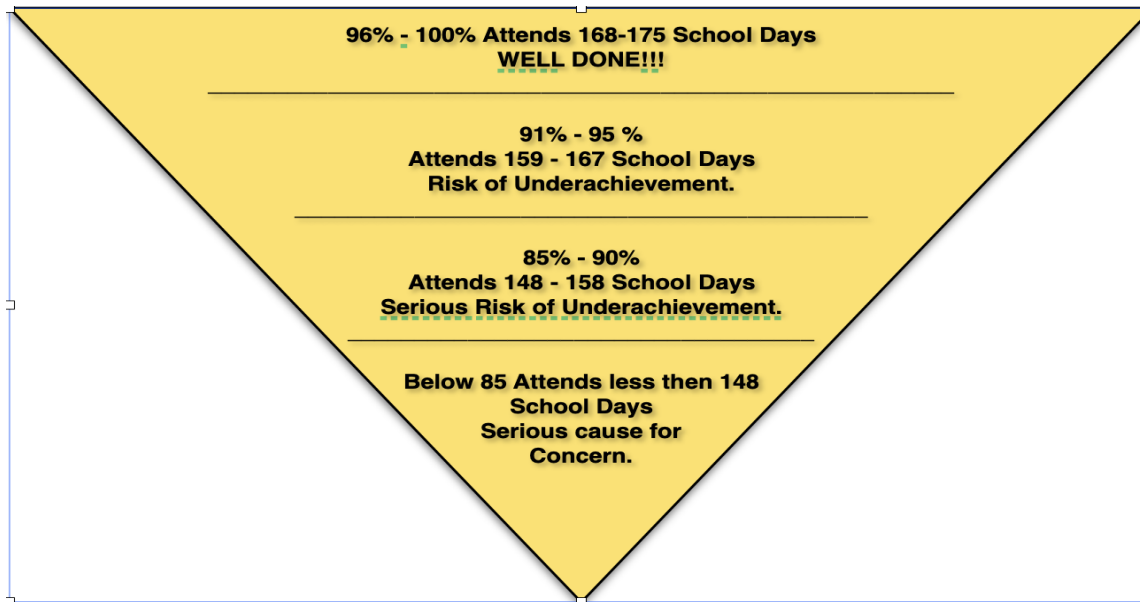 96% - 100% Attends 168-175 School Days
WELL DONE!!!
91% - 95 %
Attends 159 - 167 School Days
Risk of Underachievement.
85% - 90%
Attends 148 - 158 School Days
Serious Risk of Underachievement.
Below 85 Attends less then 148
School Days
Serious cause for
Concern.